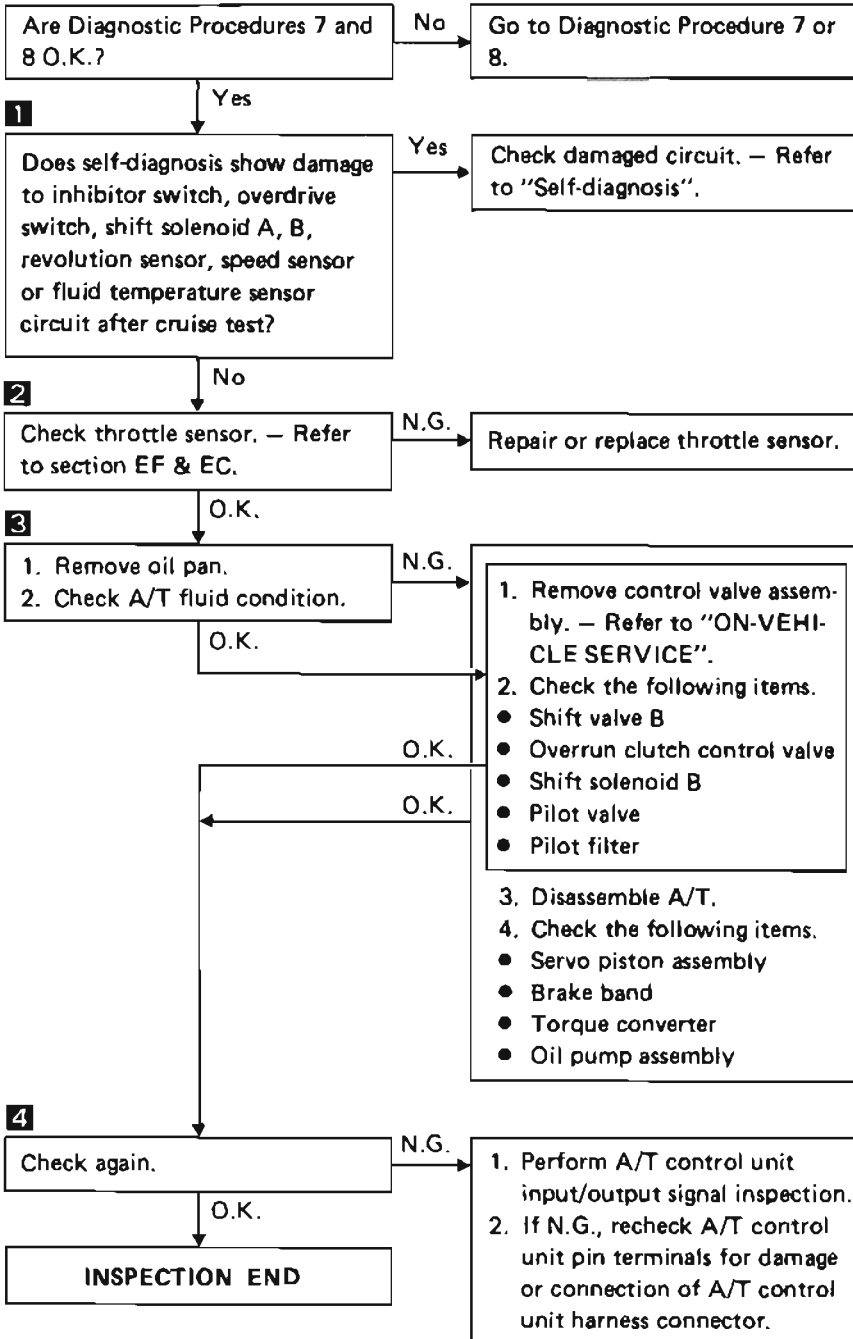 Are Diagnostic Procedures 7 and
8 O.K.?
No
Go to Diagnostic Procedure 7 or
8.
Yes
1
Does self-diagnosis show damage
to inhibitor switch, overdrive
switch, shift solenoid A, B,
revolution sensor, speed sensor
or fluid temperature sensor
circuit after cruise test?
Yes
Check damaged circuit. — Refer
to "Self-diagnosis".
No
2
Check throttle sensor. — Refer
to section EF & EC.
N.G.
Repair or replace throttle sensor.
O.K.
3
1. Remove oil pan.
2. Check A/T fluid condition.
N.G.
O.K.
1. Remove control valve assem-
bly. — Refer to "ON-VEHI-
CLE SERVICE".
2. Check the following items.
● Shift valve B
● Overrun clutch control valve
● Shift solenoid B
● Pilot valve
● Pilot filter
O.K.
O.K.
3. Disassemble A/T.
4. Check the following items.
● Servo piston assembly
● Brake band
● Torque converter
● Oil pump assembly
4
Check again.
N.G.
1. Perform A/T control unit
input/output signal inspection.
2. If N.G., recheck A/T control
unit pin terminals for damage
or connection of A/T control
unit harness connector.
O.K.
INSPECTION END